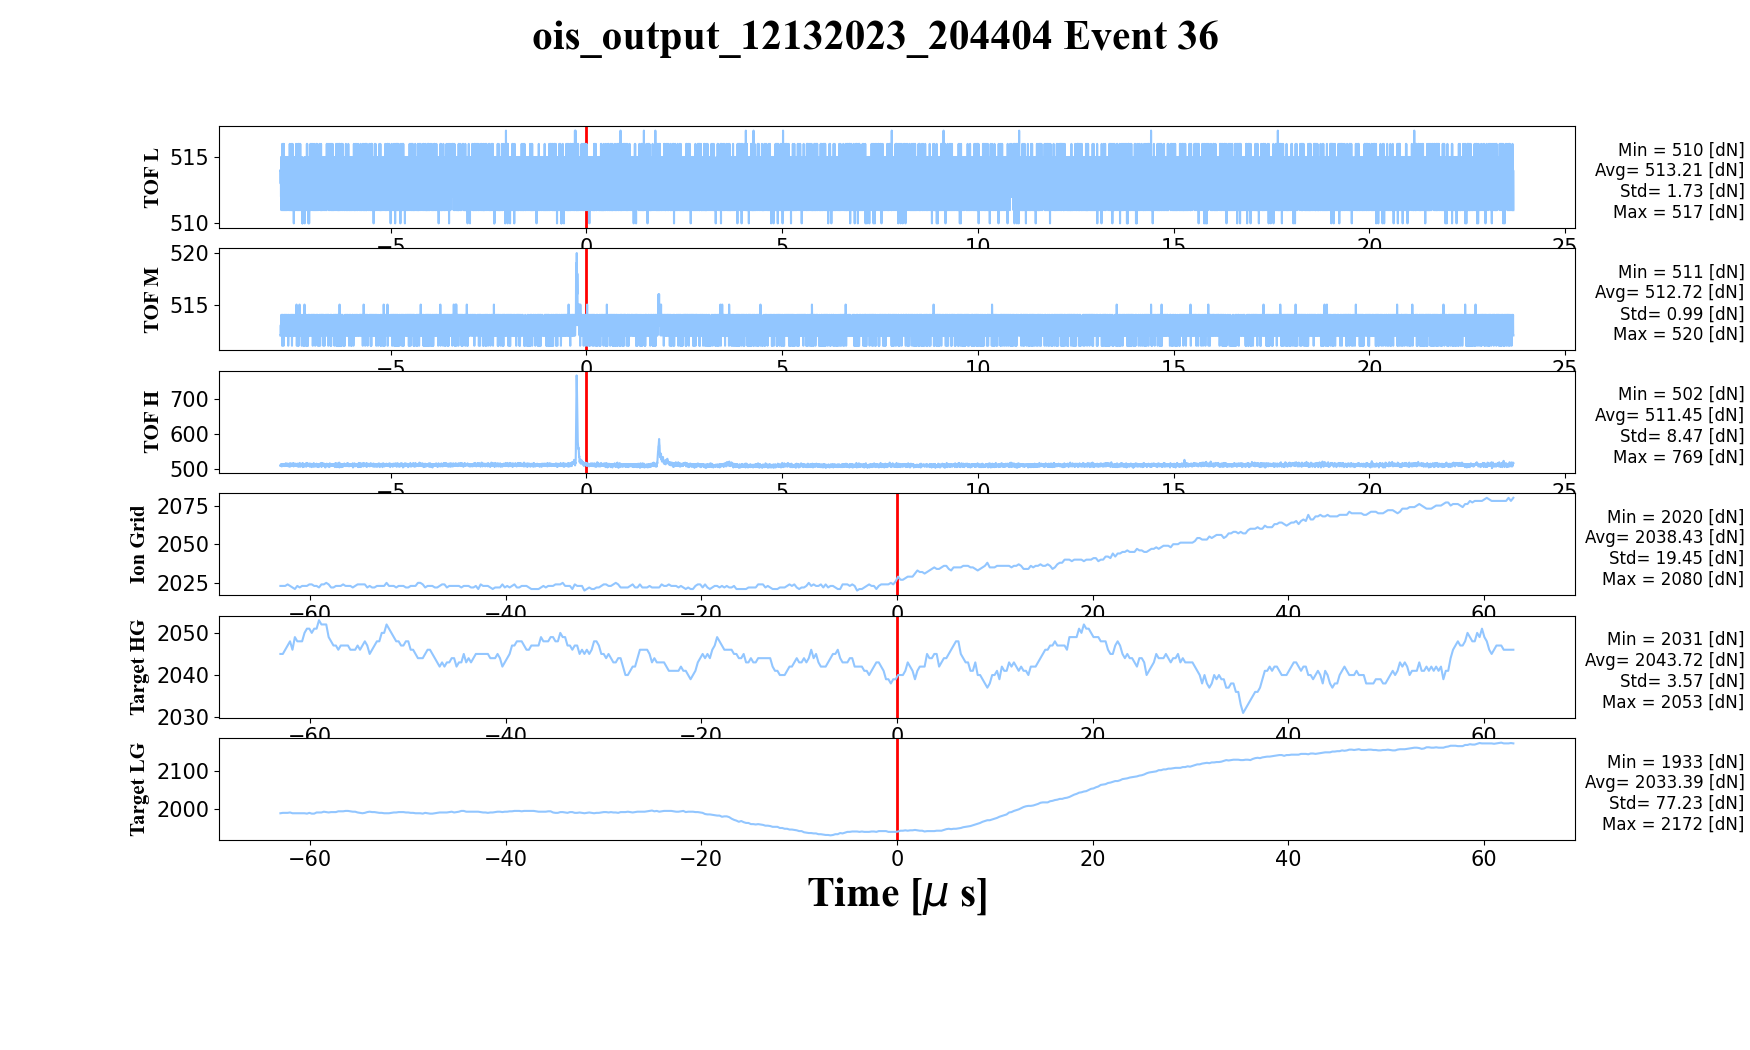 ois_output_12132023_204404 Event 36
TOF L
515
510
−5 0 5 10 15 20 25
Min = 510 [dN]
Avg= 513.21 [dN]
Std= 1.73 [dN]
Max = 517 [dN]
TOF M
520
515
−5 0 5 10 15 20 25
Min = 511 [dN]
Avg= 512.72 [dN]
Std= 0.99 [dN]
Max = 520 [dN]
TOF H
700
600
500
−5 0 5 10 15 20 25
Min = 502 [dN]
Avg= 511.45 [dN]
Std= 8.47 [dN]
Max = 769 [dN]
Ion Grid
2075
2050
2025
−60 −40 −20 0 20 40 60
Min = 2020 [dN]
Avg= 2038.43 [dN]
Std= 19.45 [dN]
Max = 2080 [dN]
Target HG
2050
2040
2030
−60 −40 −20 0 20 40 60
Min = 2031 [dN]
Avg= 2043.72 [dN]
Std= 3.57 [dN]
Max = 2053 [dN]
Target LG
2100
2000
−60 −40 −20 0 20 40 60
Min = 1933 [dN]
Avg= 2033.39 [dN]
Std= 77.23 [dN]
Max = 2172 [dN]
Time [μ s]